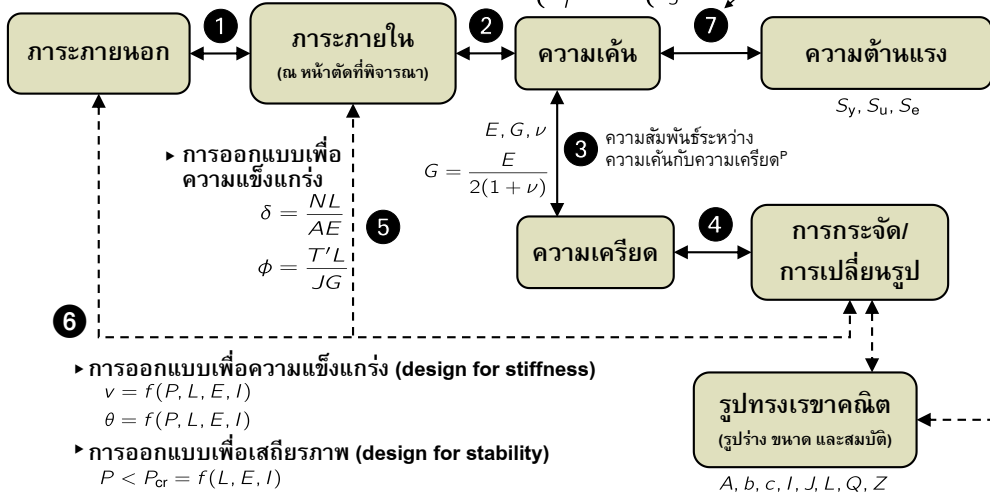 1
2
7
ภาระภายนอก
ภาระภายใน
(ณ หน้าตัดที่พิจารณา)
ความเค้น
ความต้านแรง
S_y, S_u, S_e
E, G, ν
G = E / 2(1 + ν)
3
ความสัมพันธ์ระหว่าง
ความเค้นกับความเครียดᴾ
▸ การออกแบบเพื่อ
ความแข็งแกร่ง
δ = NL / AE
φ = T′L / JG
5
ความเครียด
4
การกระจัด/
การเปลี่ยนรูป
6
▸ การออกแบบเพื่อความแข็งแกร่ง (design for stiffness)
v = f(P, L, E, I)
θ = f(P, L, E, I)
▸ การออกแบบเพื่อเสถียรภาพ (design for stability)
P < P_cr = f(L, E, I)
รูปทรงเรขาคณิต
(รูปร่าง ขนาด และสมบัติ)
A, b, c, I, J, L, Q, Z